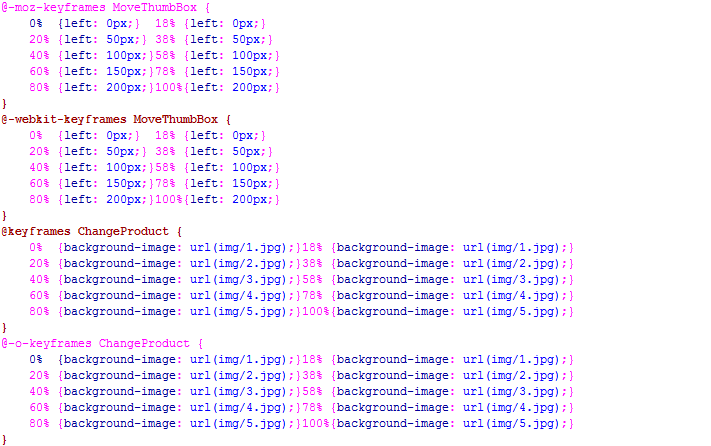 @-moz-keyframes MoveThumbBox {
    0%  {left: 0px;}  18% {left: 0px;}
    20% {left: 50px;} 38% {left: 50px;}
    40% {left: 100px;}58% {left: 100px;}
    60% {left: 150px;}78% {left: 150px;}
    80% {left: 200px;}100%{left: 200px;}
}
@-webkit-keyframes MoveThumbBox {
    0%  {left: 0px;}  18% {left: 0px;}
    20% {left: 50px;} 38% {left: 50px;}
    40% {left: 100px;}58% {left: 100px;}
    60% {left: 150px;}78% {left: 150px;}
    80% {left: 200px;}100%{left: 200px;}
}
@keyframes ChangeProduct {
    0%  {background-image: url(img/1.jpg);}18% {background-image: url(img/1.jpg);}
    20% {background-image: url(img/2.jpg);}38% {background-image: url(img/2.jpg);}
    40% {background-image: url(img/3.jpg);}58% {background-image: url(img/3.jpg);}
    60% {background-image: url(img/4.jpg);}78% {background-image: url(img/4.jpg);}
    80% {background-image: url(img/5.jpg);}100%{background-image: url(img/5.jpg);}
}
@-o-keyframes ChangeProduct {
    0%  {background-image: url(img/1.jpg);}18% {background-image: url(img/1.jpg);}
    20% {background-image: url(img/2.jpg);}38% {background-image: url(img/2.jpg);}
    40% {background-image: url(img/3.jpg);}58% {background-image: url(img/3.jpg);}
    60% {background-image: url(img/4.jpg);}78% {background-image: url(img/4.jpg);}
    80% {background-image: url(img/5.jpg);}100%{background-image: url(img/5.jpg);}
}